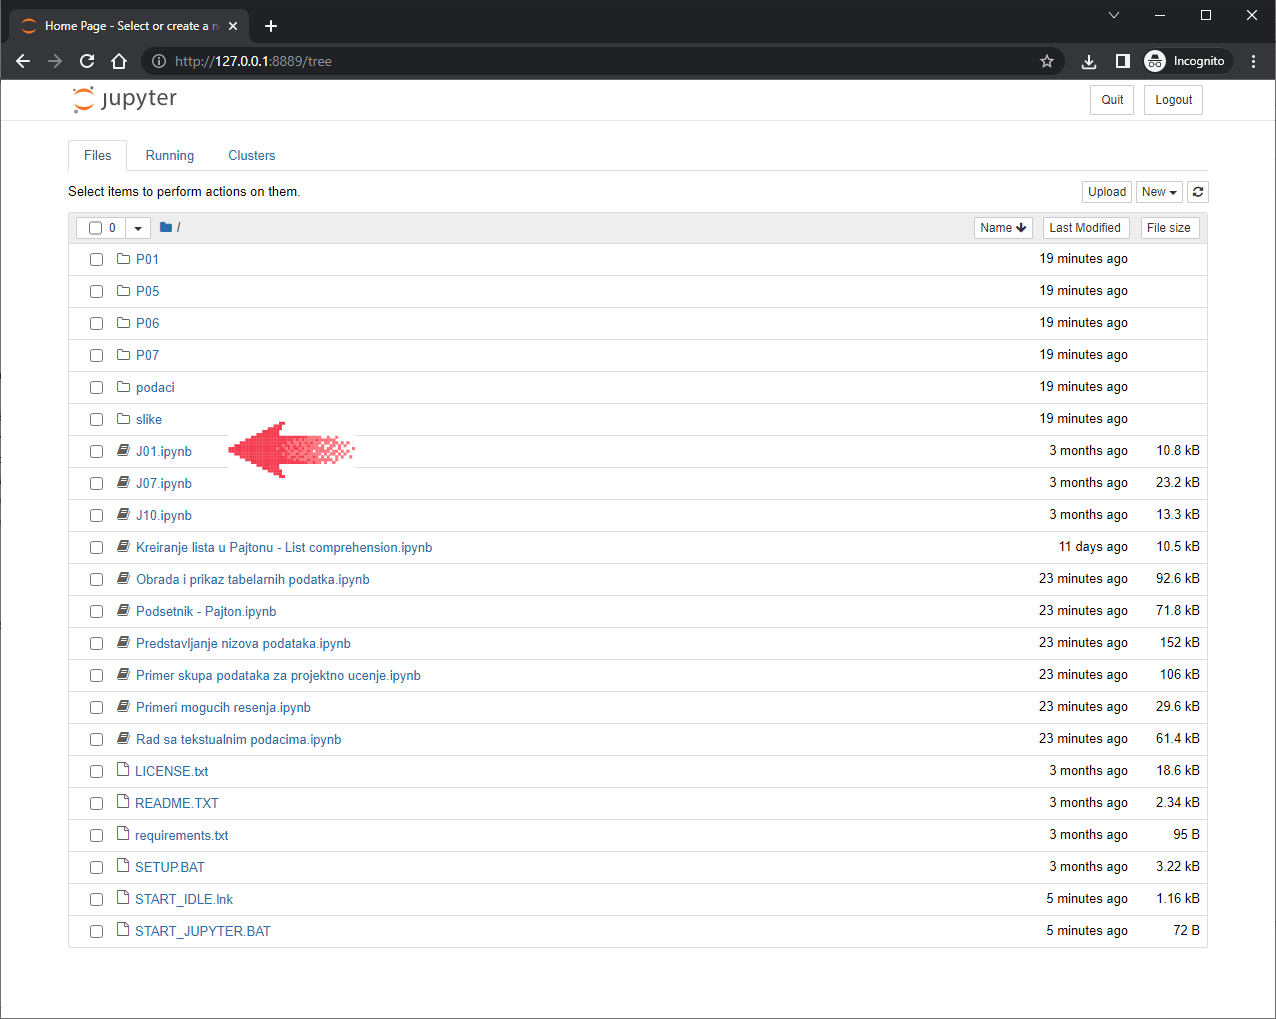 Home Page - Select or create a n
http://127.0.0.1:8889/tree
Incognito
jupyter
Quit Logout
Files Running Clusters
Select items to perform actions on them.
Upload New
0 / Name Last Modified File size
P01 19 minutes ago
P05 19 minutes ago
P06 19 minutes ago
P07 19 minutes ago
podaci 19 minutes ago
slike 19 minutes ago
J01.ipynb 3 months ago 10.8 kB
J07.ipynb 3 months ago 23.2 kB
J10.ipynb 3 months ago 13.3 kB
Kreiranje lista u Pajtonu - List comprehension.ipynb 11 days ago 10.5 kB
Obrada i prikaz tabelarnih podatka.ipynb 23 minutes ago 92.6 kB
Podsetnik - Pajton.ipynb 23 minutes ago 71.8 kB
Predstavljanje nizova podataka.ipynb 23 minutes ago 152 kB
Primer skupa podataka za projektno ucenje.ipynb 23 minutes ago 106 kB
Primeri mogucih resenja.ipynb 23 minutes ago 29.6 kB
Rad sa tekstualnim podacima.ipynb 23 minutes ago 61.4 kB
LICENSE.txt 3 months ago 18.6 kB
README.TXT 3 months ago 2.34 kB
requirements.txt 3 months ago 95 B
SETUP.BAT 3 months ago 3.22 kB
START_IDLE.lnk 5 minutes ago 1.16 kB
START_JUPYTER.BAT 5 minutes ago 72 B